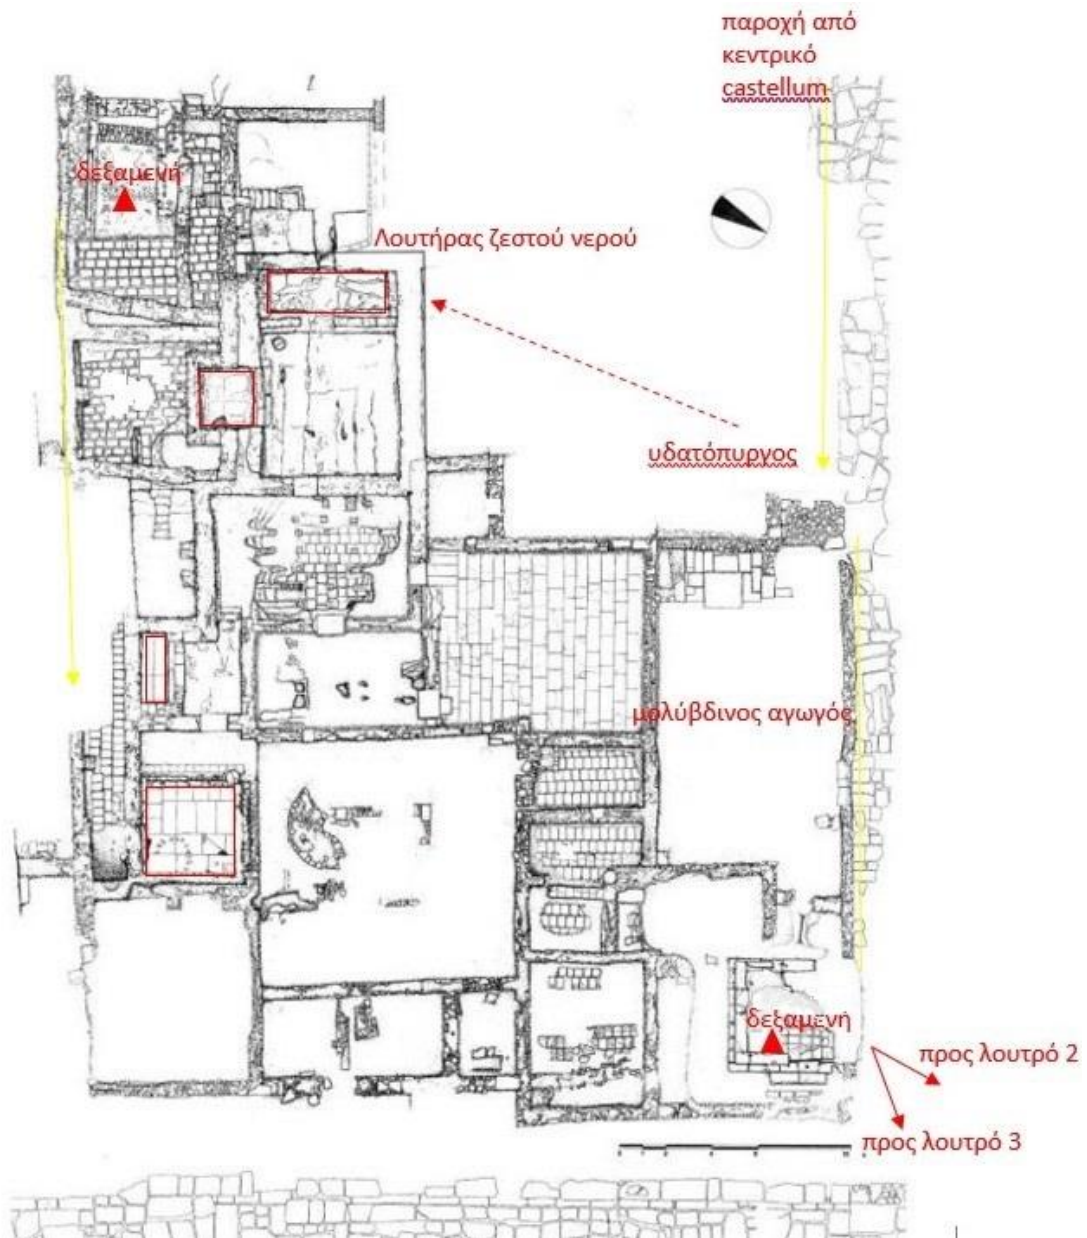 παροχή από
κεντρικό
castellum
δεξαμενή
Λουτήρας ζεστού νερού
υδατόπυργος
μολύβδινος αγωγός
δεξαμενή
προς λουτρό 2
προς λουτρό 3